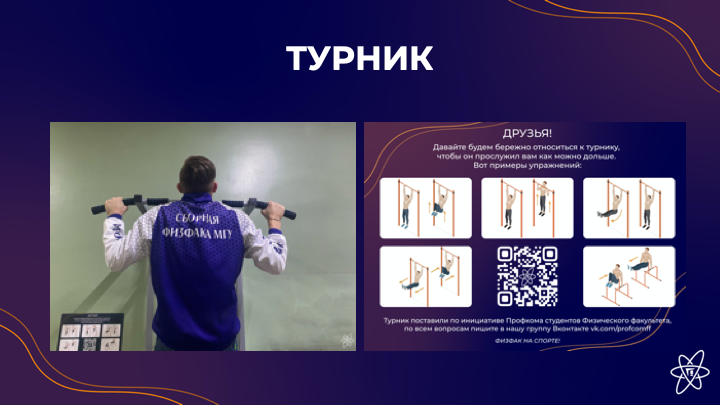 ТУРНИК
СБОРНАЯ
ФИЗФАКА МГУ
ДРУЗЬЯ!
Давайте будем бережно относиться к турнику,
чтобы он прослужил вам как можно дольше.
Вот примеры упражнений:
Турник поставили по инициативе Профкома студентов Физического факультета,
по всем вопросам пишите в нашу группу Вконтакте vk.com/profcomff
ФИЗФАК НА СПОРТЕ!